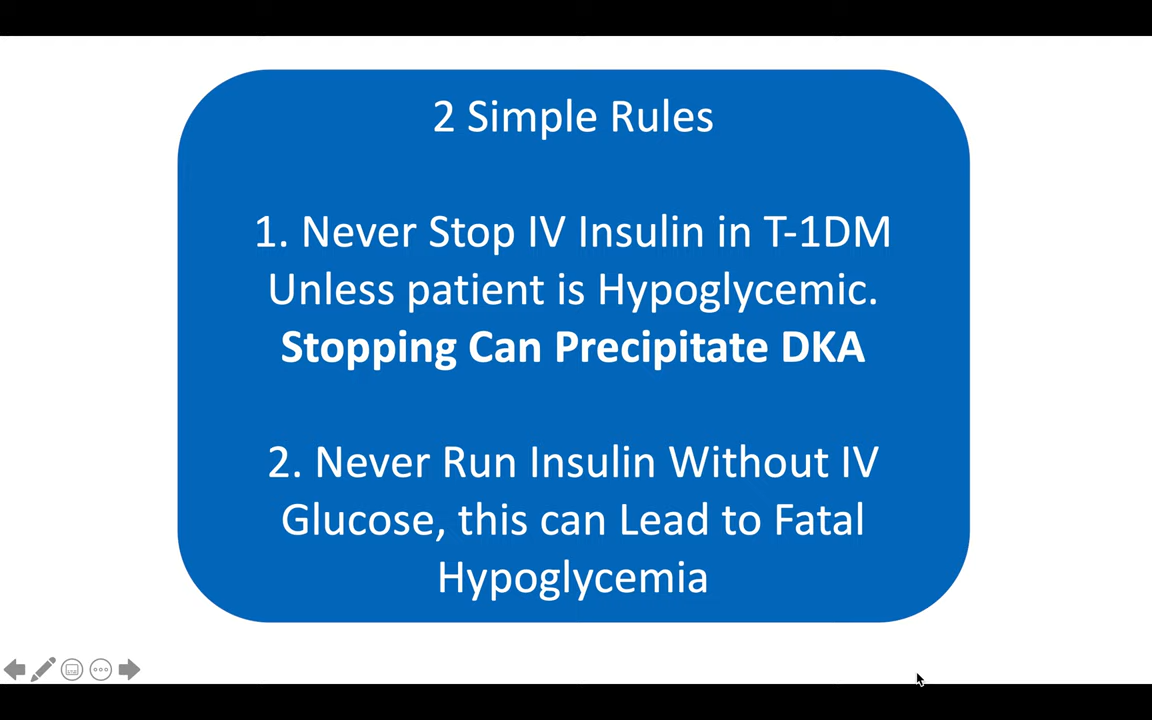 2 Simple Rules
1. Never Stop IV Insulin in T-1DM
Unless patient is Hypoglycemic.
Stopping Can Precipitate DKA
2. Never Run Insulin Without IV
Glucose, this can Lead to Fatal
Hypoglycemia